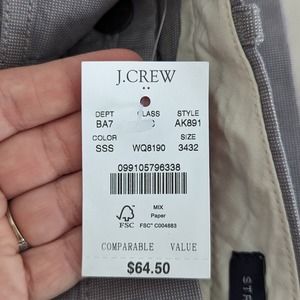 J.CREW
DEPT CLASS STYLE
BA7 AK891
COLOR SIZE
SSS WQ8190 3432
099105796338
MIX
Paper
FSC
FSC® C004883
COMPARABLE VALUE
$64.50